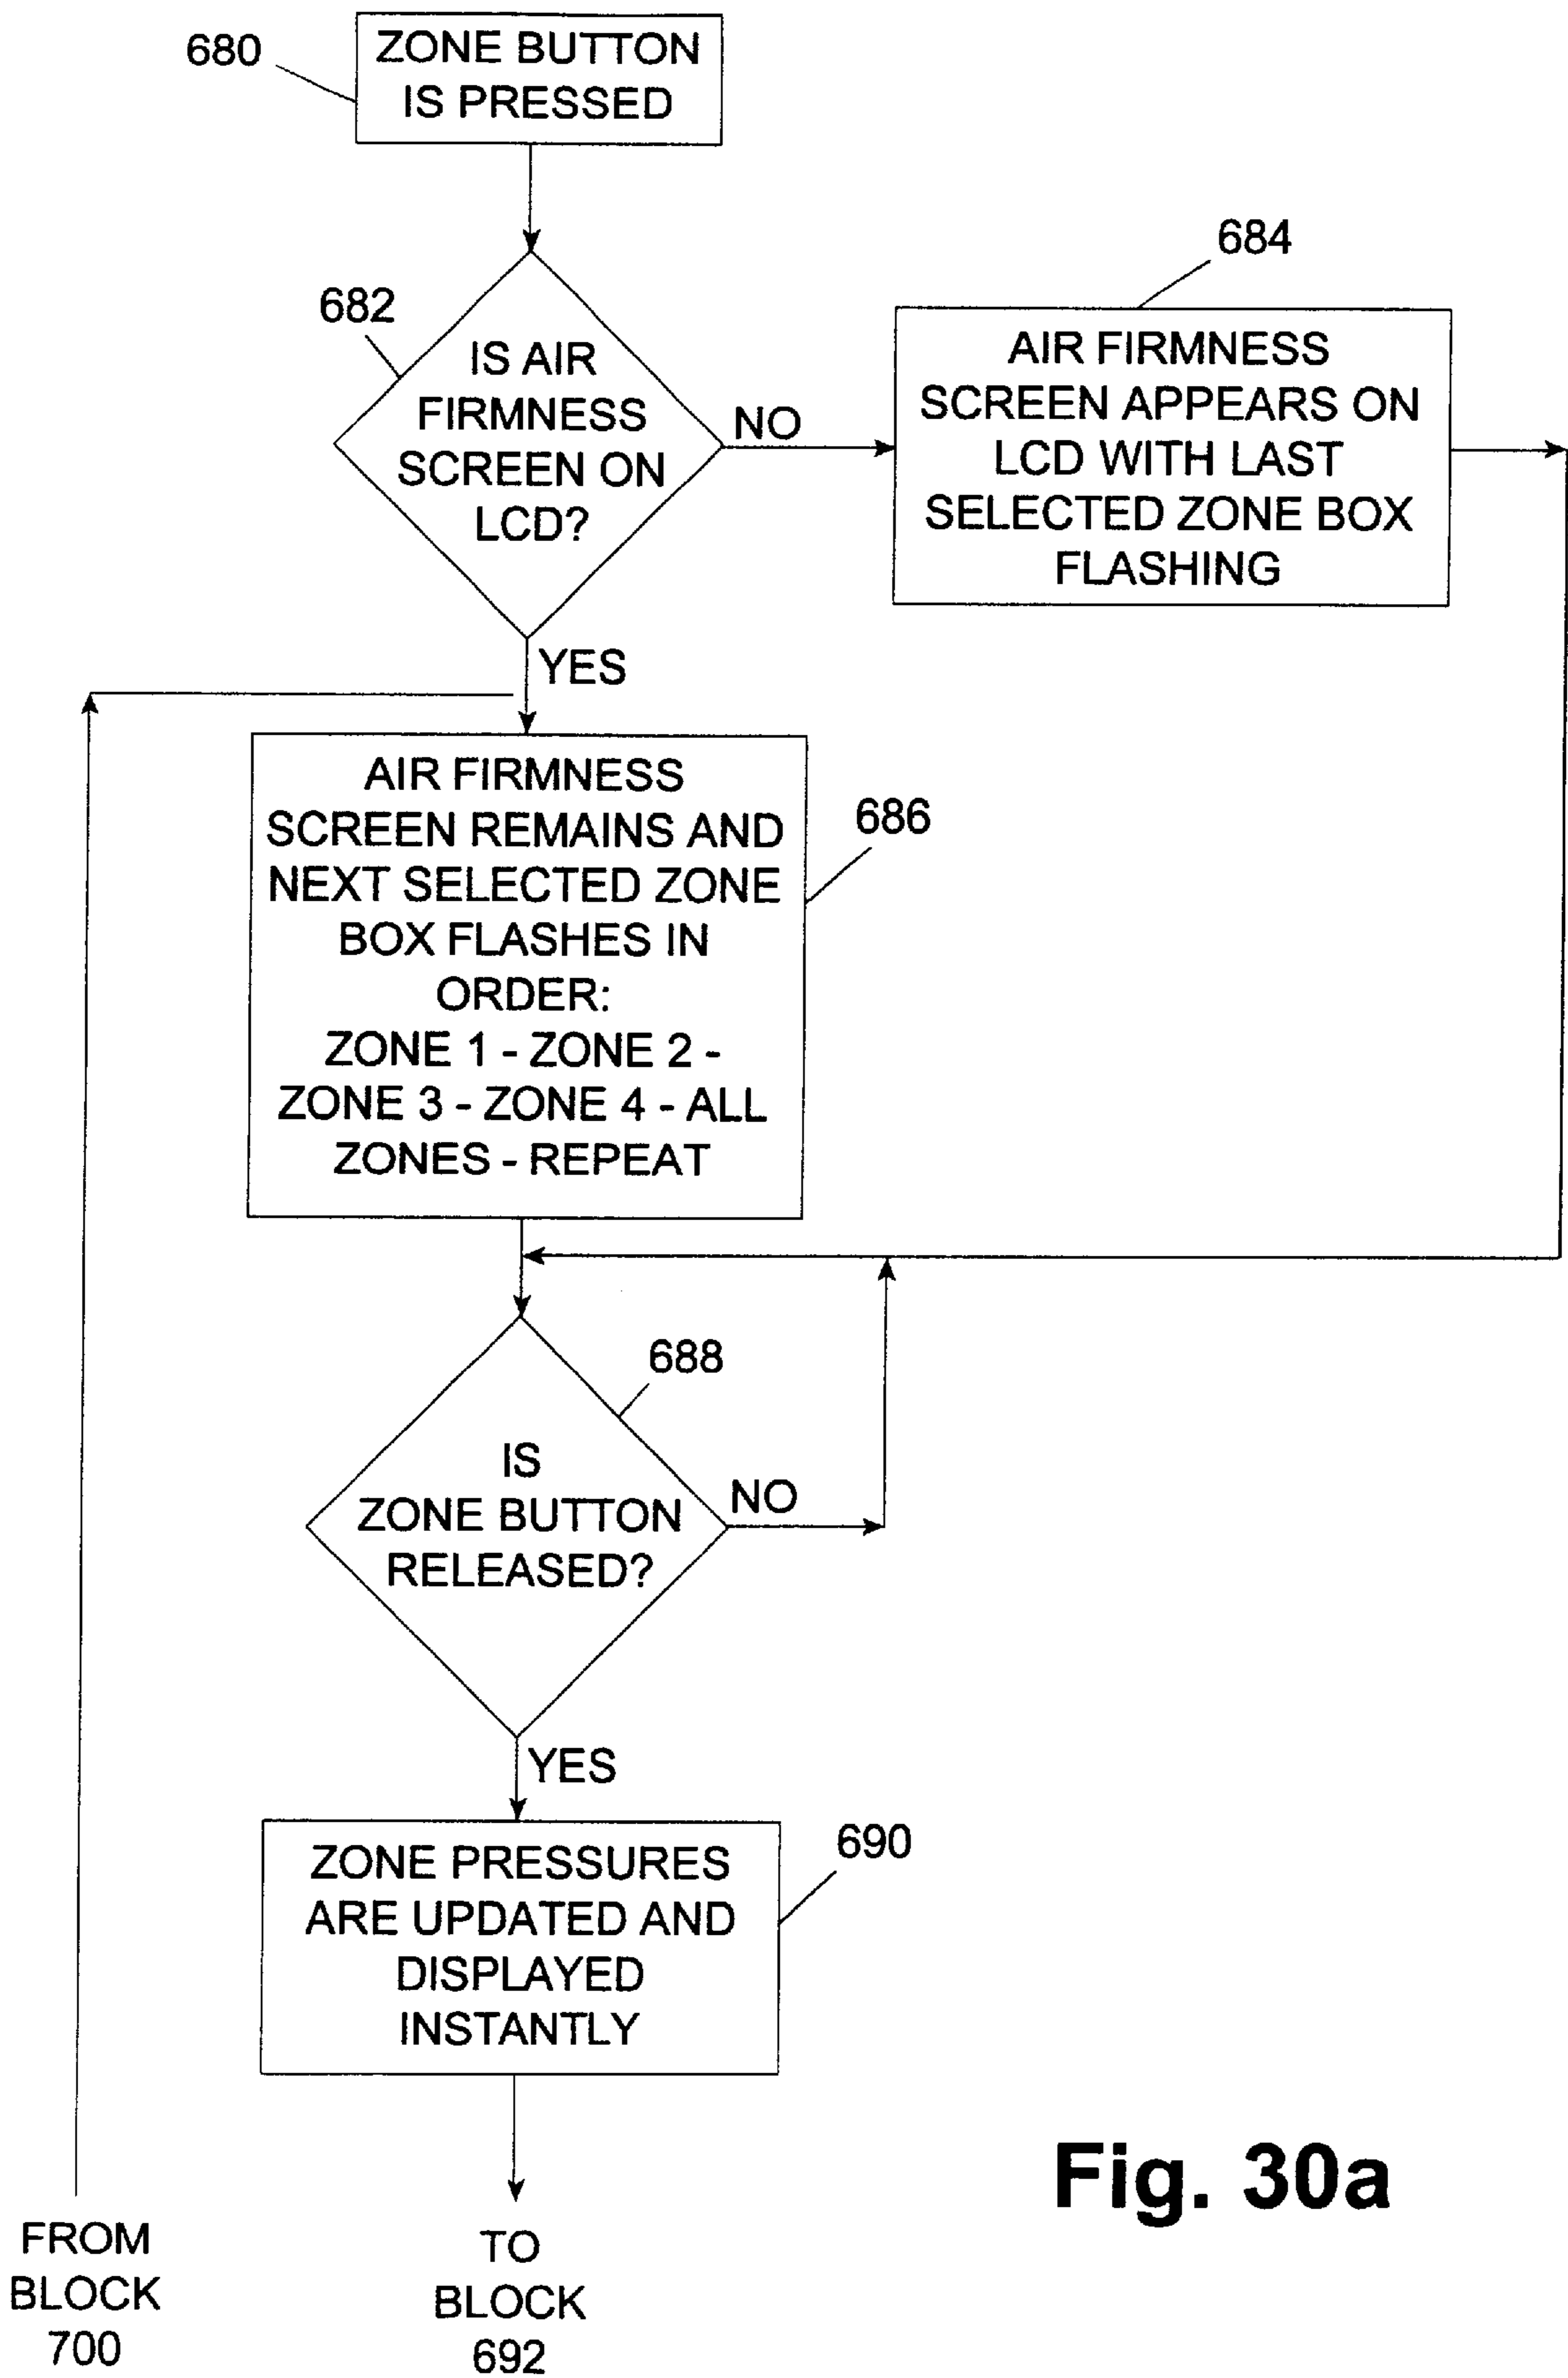 680
ZONE BUTTON
IS PRESSED
684
682
IS AIR
FIRMNESS
SCREEN ON
LCD?
NO
AIR FIRMNESS
SCREEN APPEARS ON
LCD WITH LAST
SELECTED ZONE BOX
FLASHING
YES
AIR FIRMNESS
SCREEN REMAINS AND
NEXT SELECTED ZONE
BOX FLASHES IN
ORDER:
ZONE 1 - ZONE 2 -
ZONE 3 - ZONE 4 - ALL
ZONES - REPEAT
686
688
IS
ZONE BUTTON
RELEASED?
NO
YES
690
ZONE PRESSURES
ARE UPDATED AND
DISPLAYED
INSTANTLY
Fig. 30a
FROM
BLOCK
700
TO
BLOCK
692